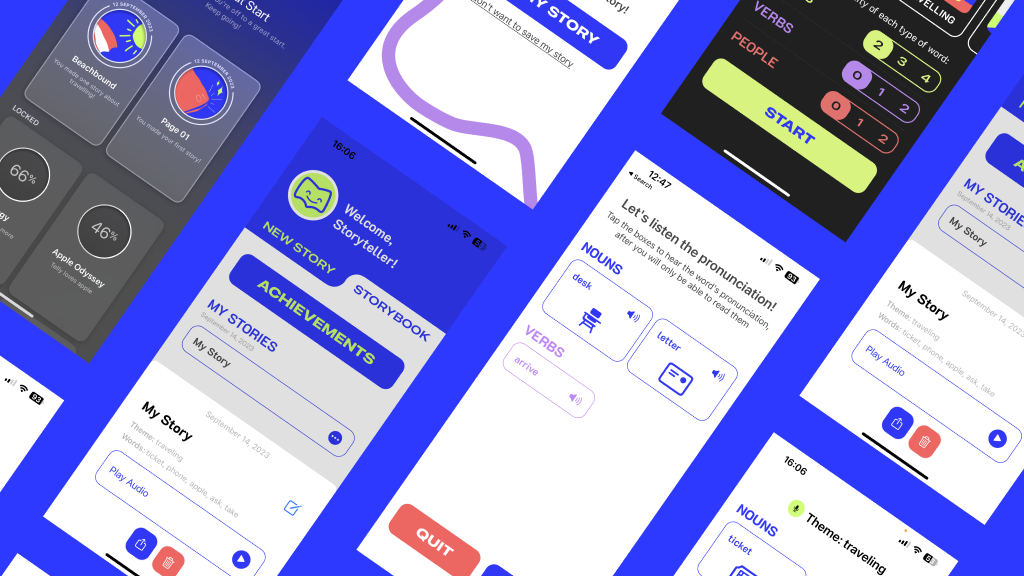 Start
You're off to a great start.
Keep going!
12 SEPTEMBER 2023
Beachbound
You made one story about
traveling!
12 SEPTEMBER 2023
01
Page 01
You made your first story!
LOCKED
66%
more
46%
Apple Odyssey
Telly loves apple
MY STORY
don't want to save my story
VERBS
PEOPLE
of each type of word:
2 3 4
0 1 2
0 1 2
START
16:06
Welcome,
Storyteller!
NEW STORY
STORYBOOK
ACHIEVEMENTS
MY STORIES
September 14, 2023
My Story
My Story
September 14, 2023
Theme: traveling
Words: ticket, phone, apple, ask, take
Play Audio
12:47
Search
83
Let's listen the pronunciation!
Tap the boxes to hear the word's pronunciation,
after you will only be able to read them
NOUNS
desk
letter
VERBS
arrive
QUIT
MY STORIES
September 14, 2023
My Story
My Story
Theme: traveling
Words: ticket, phone, apple, ask, take
Play Audio
16:06
Theme: traveling
NOUNS
ticket